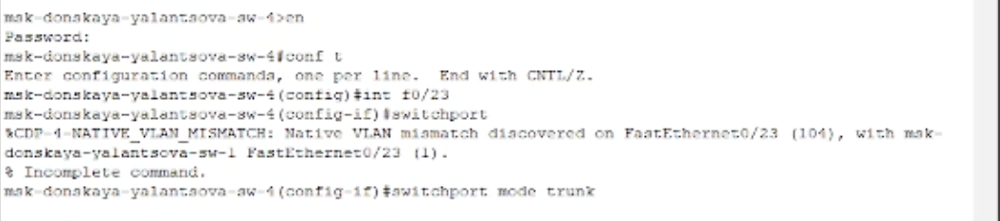 msk-donskaya-yalantsova-sw-4>en
Password:
msk-donskaya-yalantsova-sw-4#conf t
Enter configuration commands, one per line.  End with CNTL/Z.
msk-donskaya-yalantsova-sw-4(config)#int f0/23
msk-donskaya-yalantsova-sw-4(config-if)#switchport
%CDP-4-NATIVE_VLAN_MISMATCH: Native VLAN mismatch discovered on FastEthernet0/23 (104), with msk-
donskaya-yalantsova-sw-1 FastEthernet0/23 (1).
% Incomplete command.
msk-donskaya-yalantsova-sw-4(config-if)#switchport mode trunk